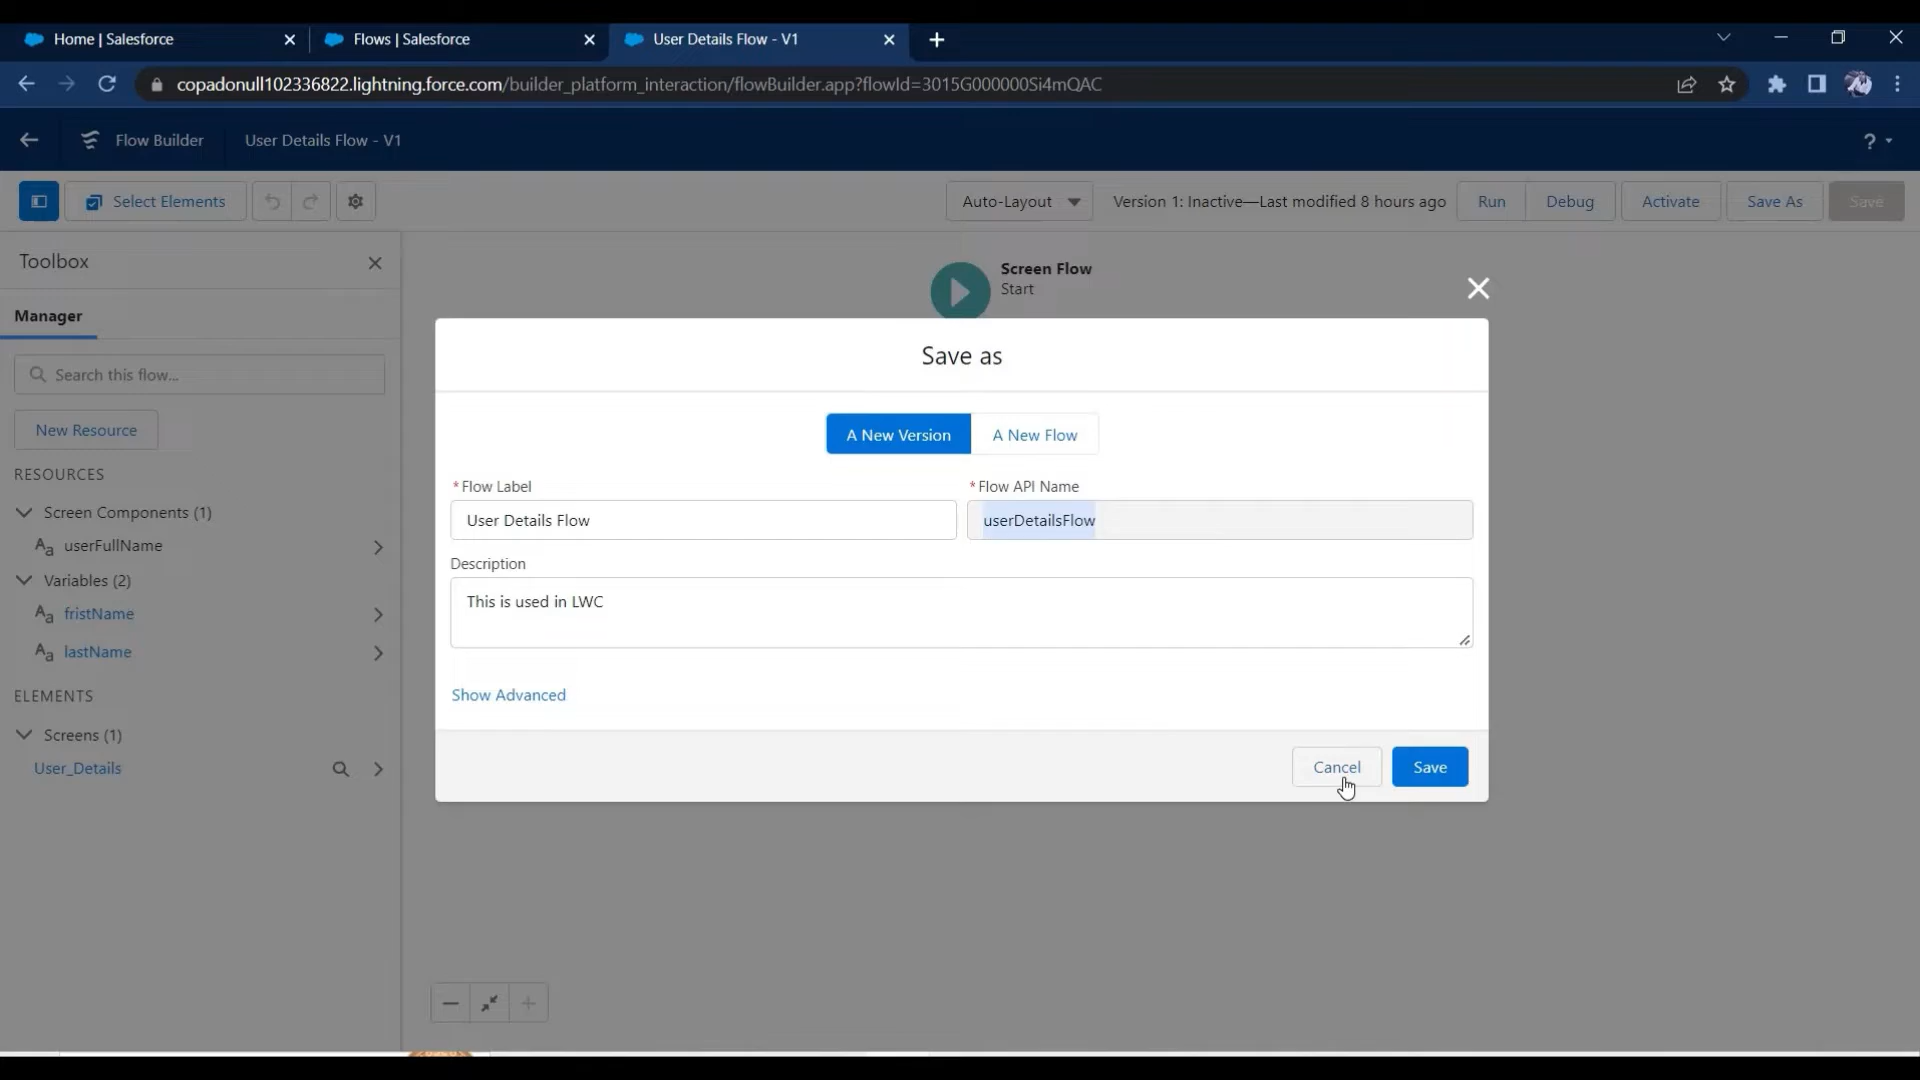 Home | Salesforce
Flows | Salesforce
User Details Flow - V1
copadonull102336822.lightning.force.com/builder_platform_interaction/flowBuilder.app?flowId=3015G000000Si4mQAC
Flow Builder
User Details Flow - V1
?
Select Elements
Auto-Layout
Version 1: Inactive—Last modified 8 hours ago
Run
Debug
Activate
Save As
Save
Toolbox
Screen Flow
Start
Manager
Search this flow...
New Resource
RESOURCES
Screen Components (1)
Aa userFullName
Variables (2)
Aa fristName
Aa lastName
ELEMENTS
Screens (1)
User_Details
Save as
A New Version
A New Flow
* Flow Label
* Flow API Name
User Details Flow
userDetailsFlow
Description
This is used in LWC
Show Advanced
Cancel
Save